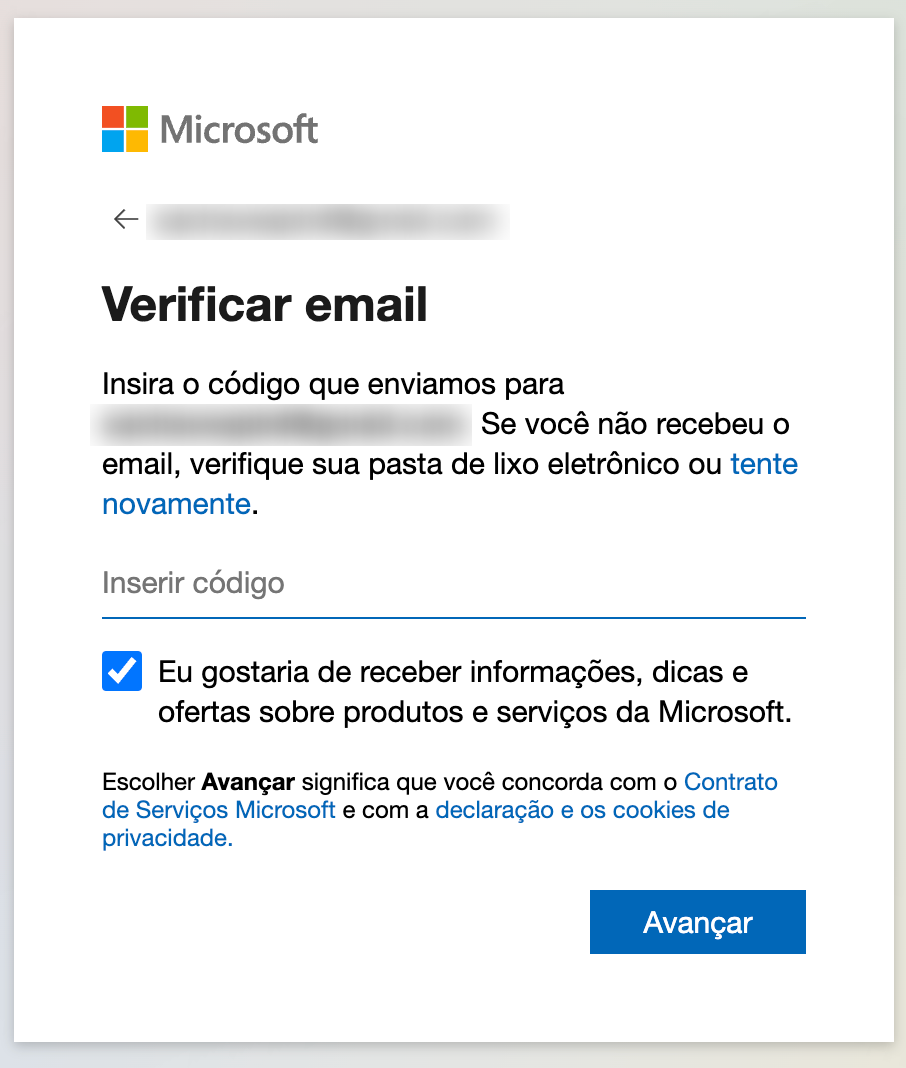 Microsoft
Verificar email
Insira o código que enviamos para
Se você não recebeu o
email, verifique sua pasta de lixo eletrônico ou tente
novamente.
Inserir código
Eu gostaria de receber informações, dicas e
ofertas sobre produtos e serviços da Microsoft.
Escolher Avançar significa que você concorda com o Contrato
de Serviços Microsoft e com a declaração e os cookies de
privacidade.
Avançar